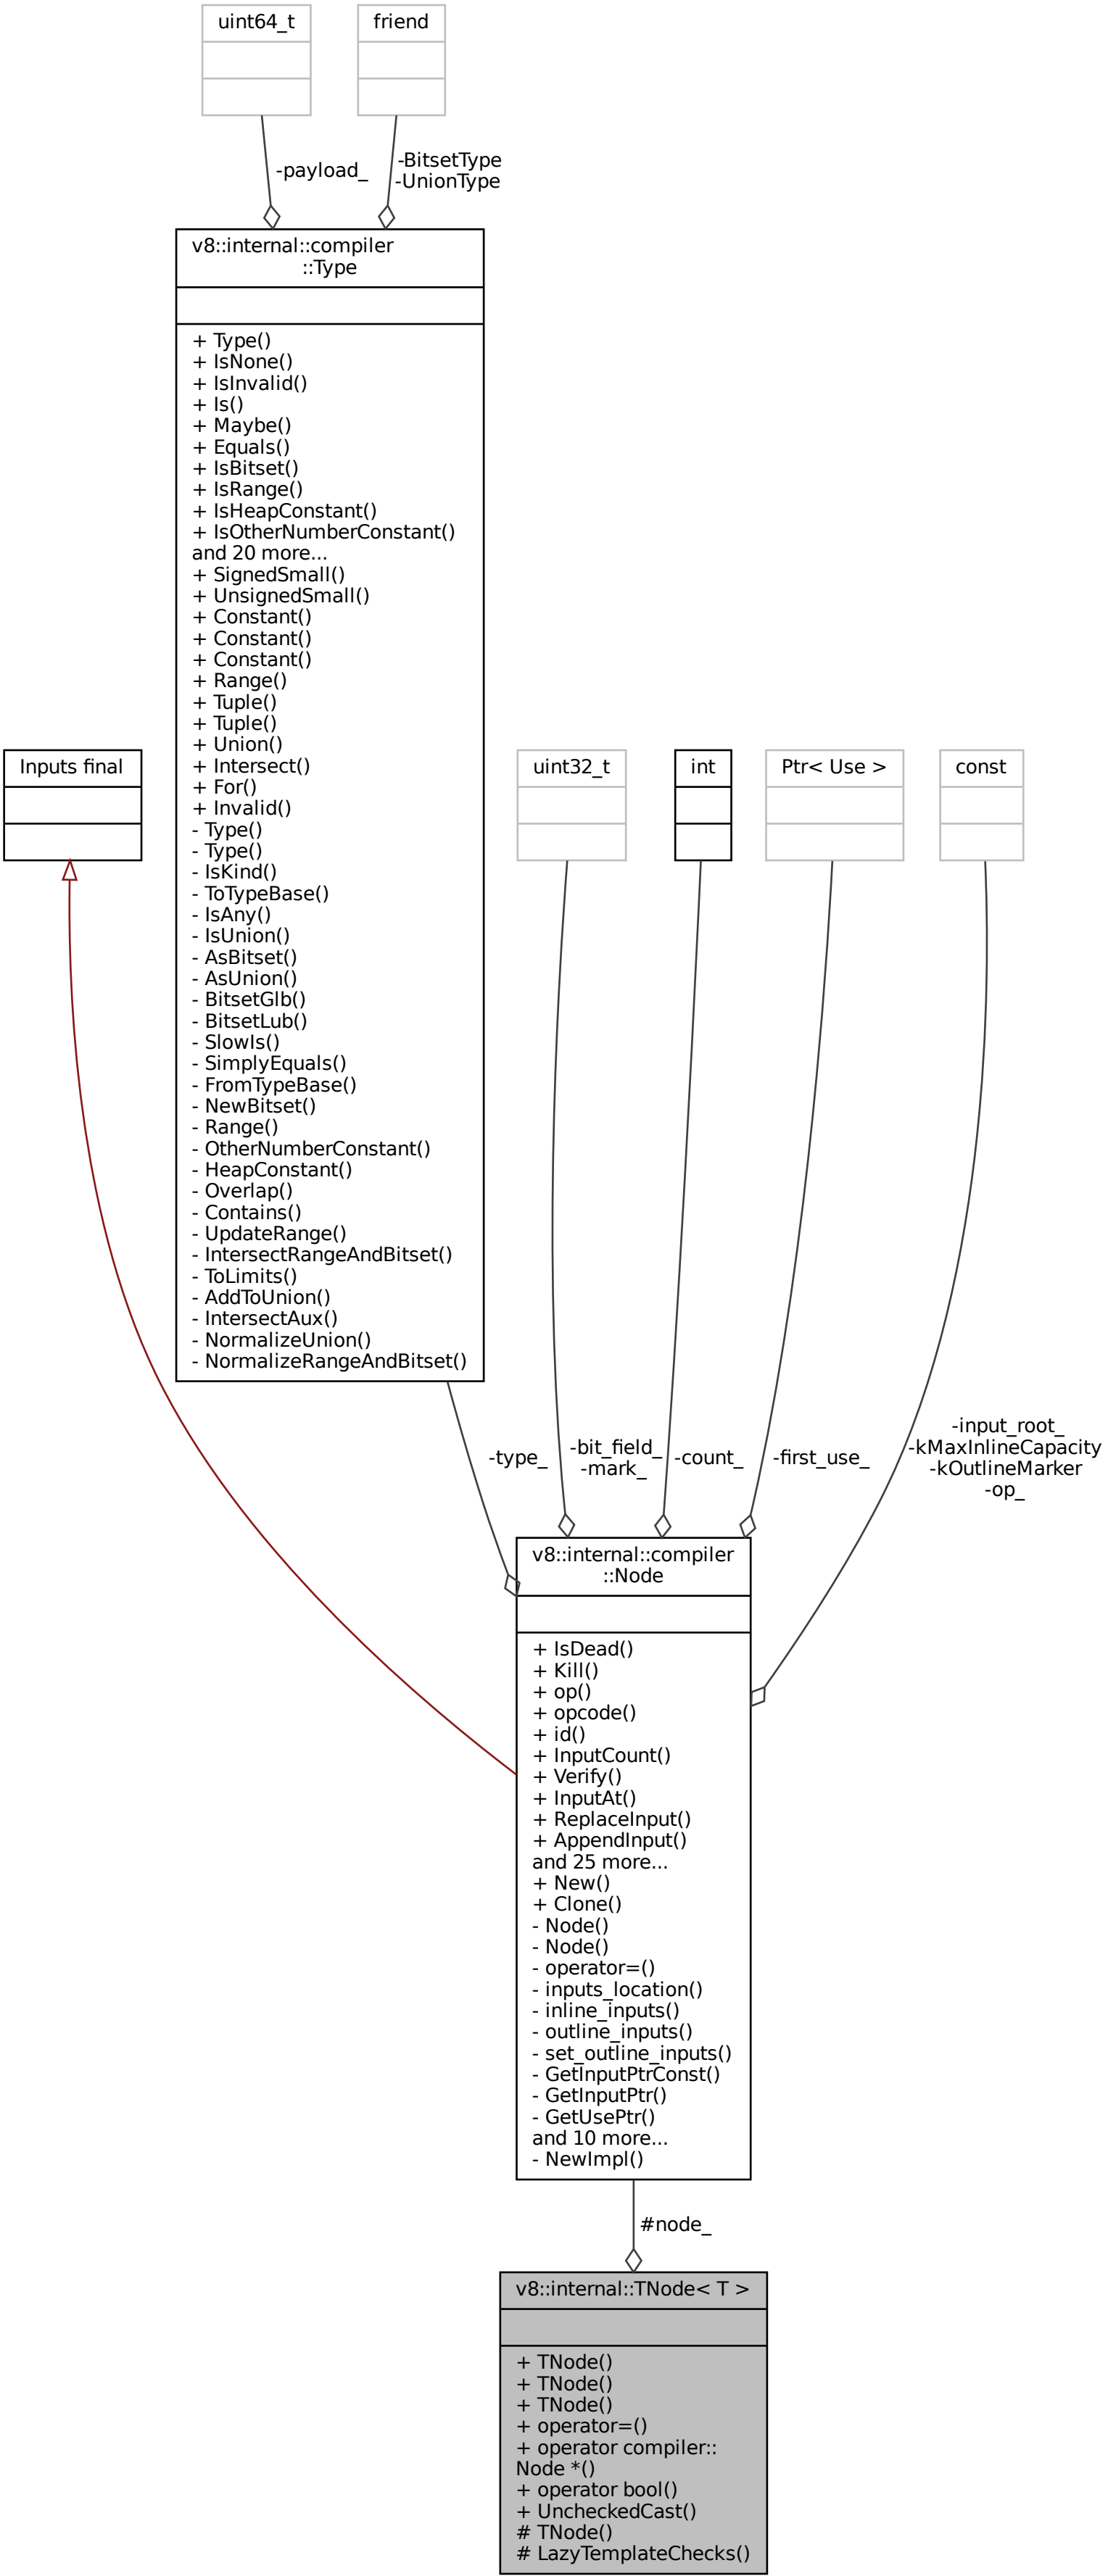 uint64_t
friend
-payload_
-BitsetType
-UnionType
v8::internal::compiler
::Type
+ Type()
+ IsNone()
+ IsInvalid()
+ Is()
+ Maybe()
+ Equals()
+ IsBitset()
+ IsRange()
+ IsHeapConstant()
+ IsOtherNumberConstant()
and 20 more...
+ SignedSmall()
+ UnsignedSmall()
+ Constant()
+ Constant()
+ Constant()
+ Range()
+ Tuple()
+ Tuple()
+ Union()
+ Intersect()
+ For()
+ Invalid()
- Type()
- Type()
- IsKind()
- ToTypeBase()
- IsAny()
- IsUnion()
- AsBitset()
- AsUnion()
- BitsetGlb()
- BitsetLub()
- SlowIs()
- SimplyEquals()
- FromTypeBase()
- NewBitset()
- Range()
- OtherNumberConstant()
- HeapConstant()
- Overlap()
- Contains()
- UpdateRange()
- IntersectRangeAndBitset()
- ToLimits()
- AddToUnion()
- IntersectAux()
- NormalizeUnion()
- NormalizeRangeAndBitset()
Inputs final
uint32_t
int
Ptr< Use >
const
-type_
-bit_field_
-mark_
-count_
-first_use_
-input_root_
-kMaxInlineCapacity
-kOutlineMarker
-op_
v8::internal::compiler
::Node
+ IsDead()
+ Kill()
+ op()
+ opcode()
+ id()
+ InputCount()
+ Verify()
+ InputAt()
+ ReplaceInput()
+ AppendInput()
and 25 more...
+ New()
+ Clone()
- Node()
- Node()
- operator=()
- inputs_location()
- inline_inputs()
- outline_inputs()
- set_outline_inputs()
- GetInputPtrConst()
- GetInputPtr()
- GetUsePtr()
and 10 more...
- NewImpl()
#node_
v8::internal::TNode< T >
+ TNode()
+ TNode()
+ TNode()
+ operator=()
+ operator compiler::
Node *()
+ operator bool()
+ UncheckedCast()
# TNode()
# LazyTemplateChecks()